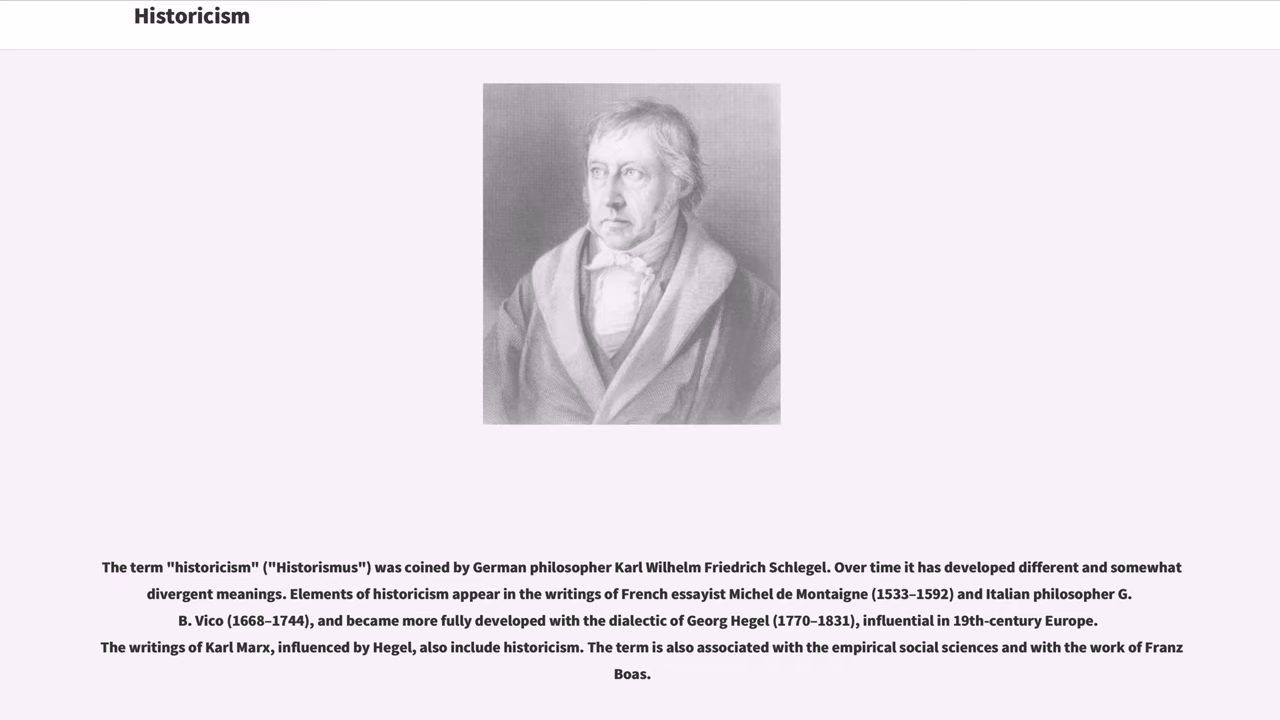 Historicism
The term "historicism" ("Historismus") was coined by German philosopher Karl Wilhelm Friedrich Schlegel. Over time it has developed different and somewhat
divergent meanings. Elements of historicism appear in the writings of French essayist Michel de Montaigne (1533–1592) and Italian philosopher G.
B. Vico (1668–1744), and became more fully developed with the dialectic of Georg Hegel (1770–1831), influential in 19th-century Europe.
The writings of Karl Marx, influenced by Hegel, also include historicism. The term is also associated with the empirical social sciences and with the work of Franz
Boas.